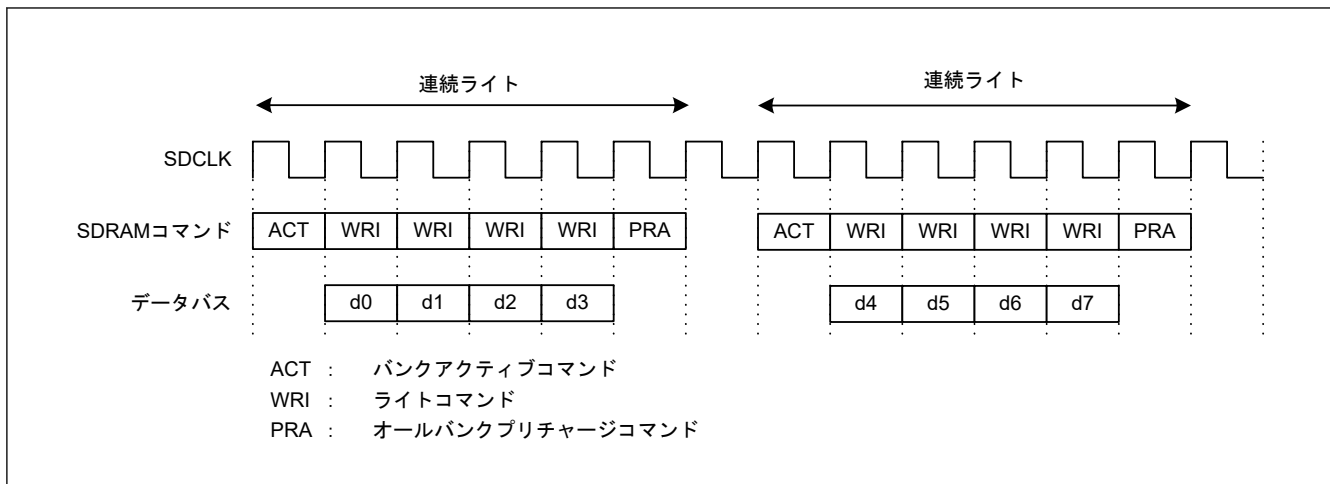 連続ライト 連続ライト
SDCLK
SDRAMコマンド ACT WRI WRI WRI WRI PRA ACT WRI WRI WRI WRI PRA
データバス d0 d1 d2 d3 d4 d5 d6 d7
ACT : バンクアクティブコマンド
WRI : ライトコマンド
PRA : オールバンクプリチャージコマンド